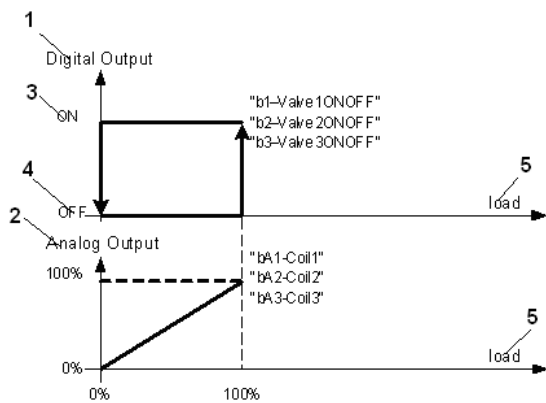 1
Digital Output
3
ON
"b1-Valve1ONOFF"
"b2-Valve2ONOFF"
"b3-Valve3ONOFF"
4
OFF
5
load
2
Analog Output
100%
"bA1-Coil1"
"bA2-Coil2"
"bA3-Coil3"
5
load
0%
0% 100%